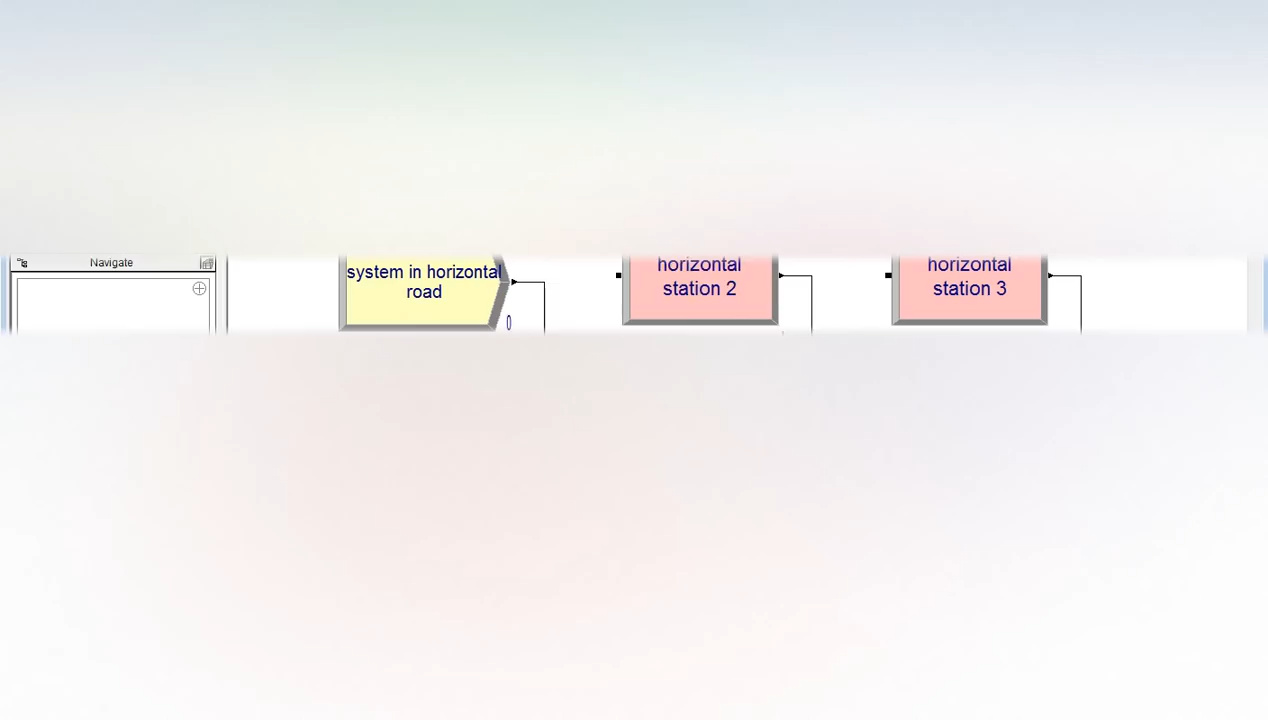 Navigate
system in horizontal
road
0
horizontal
station 2
horizontal
station 3